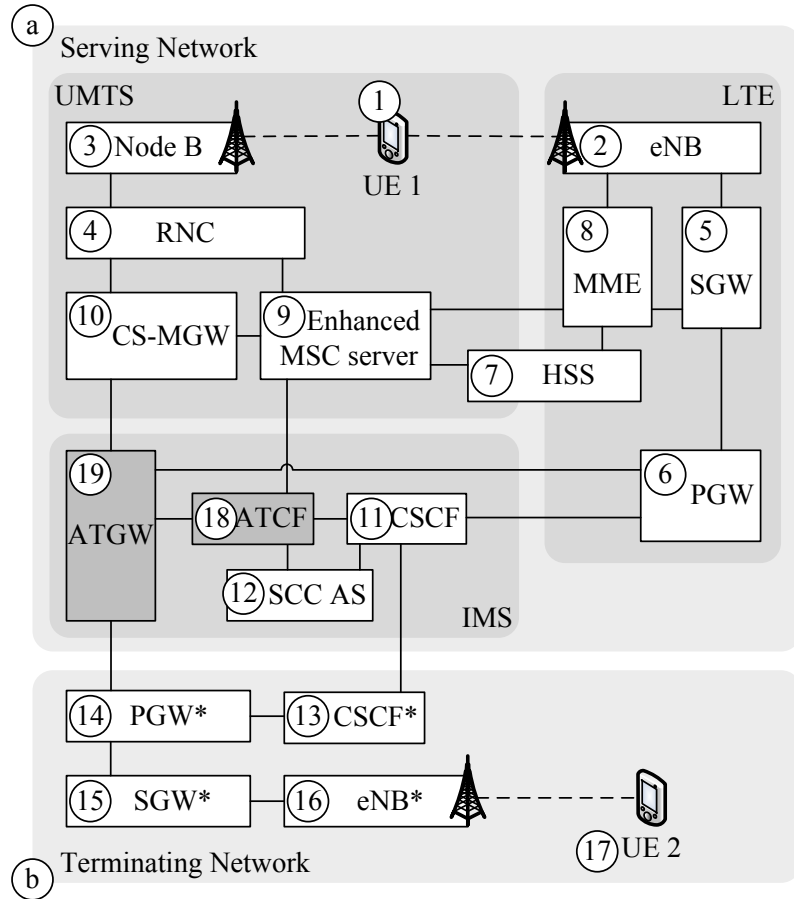 a
Serving Network
UMTS
LTE
1
3 Node B
2 eNB
UE 1
4 RNC
8
5
MME
SGW
10
CS-MGW
9 Enhanced
MSC server
7 HSS
19
ATGW
6
PGW
18 ATCF
11 CSCF
12 SCC AS
IMS
14 PGW*
13 CSCF*
15 SGW*
16 eNB*
17 UE 2
Terminating Network
b